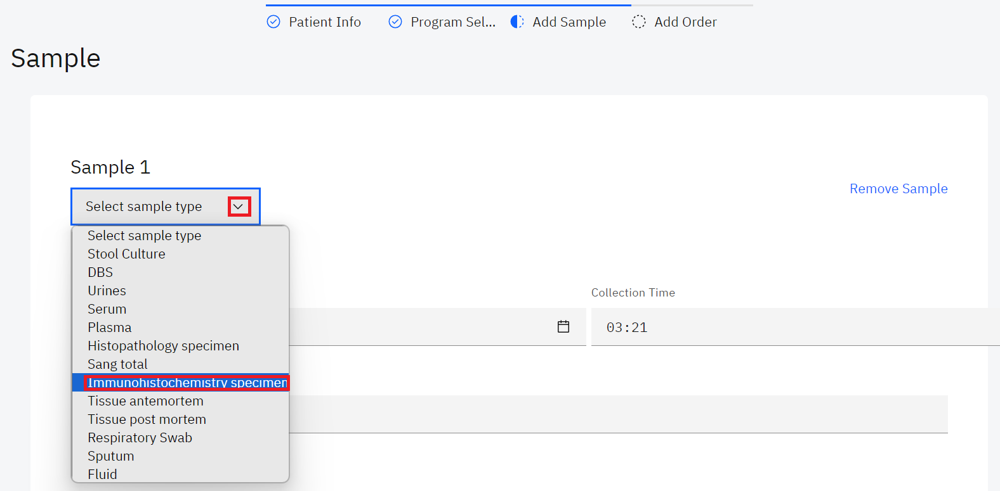 Patient Info
Program Sel...
Add Sample
Add Order
Sample
Sample 1
Remove Sample
Select sample type
Select sample type
Stool Culture
DBS
Urines
Serum
Plasma
Histopathology specimen
Sang total
Immunohistochemistry specimen
Tissue antemortem
Tissue post mortem
Respiratory Swab
Sputum
Fluid
Collection Time
03:21